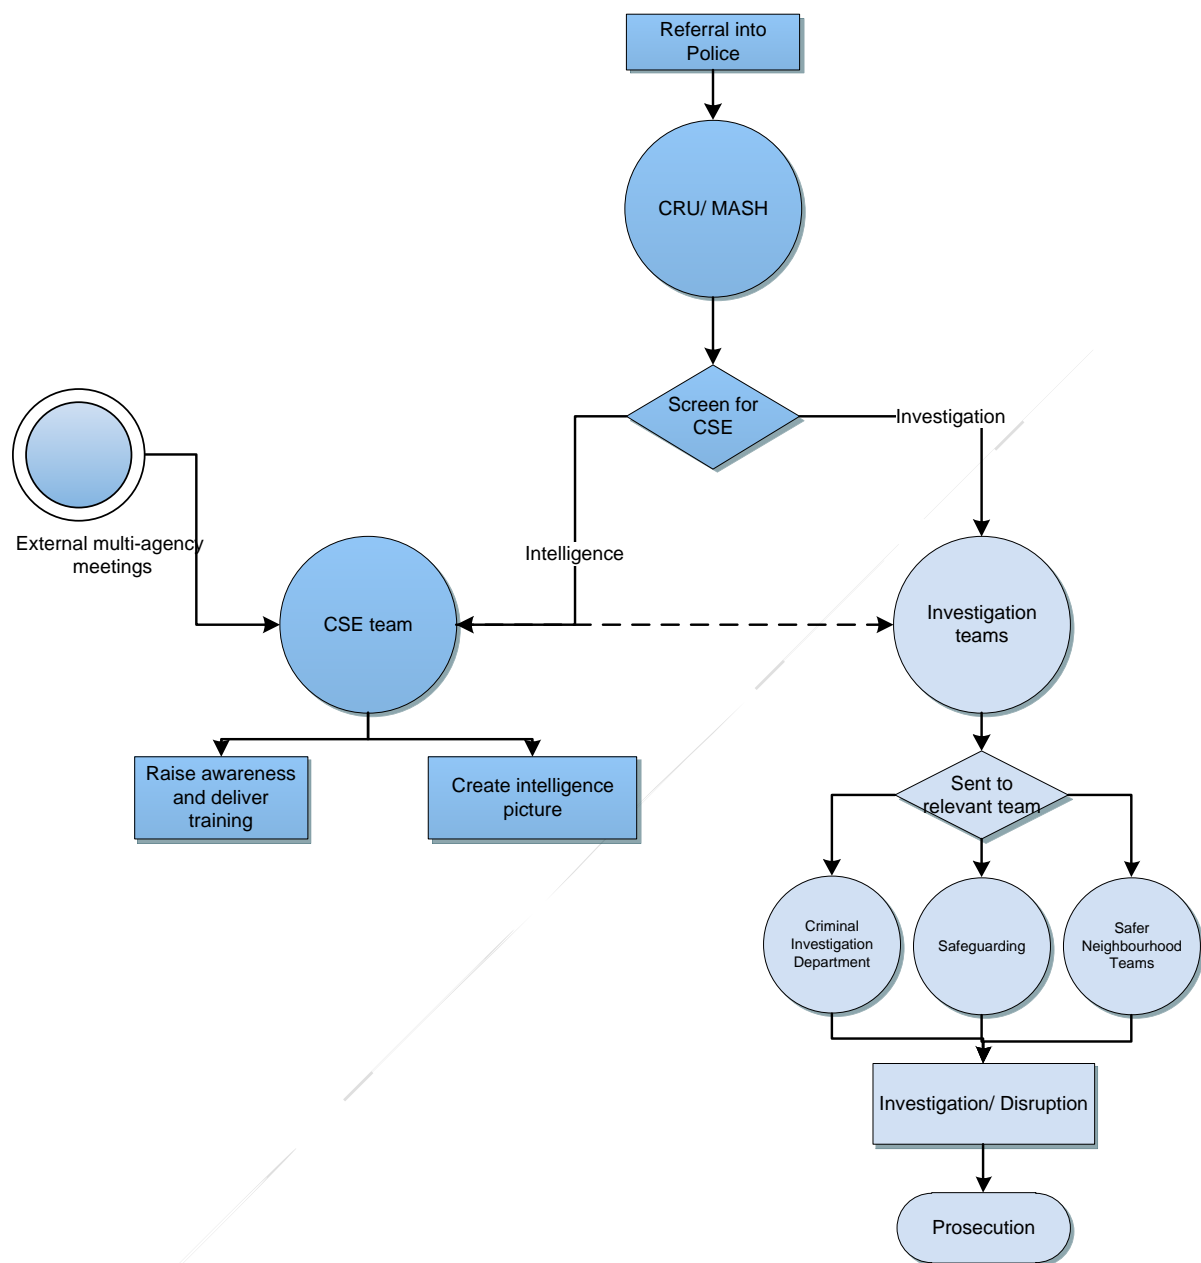 Referral into
Police
CRU/ MASH
Screen for
CSE
Investigation
External multi-agency
meetings
Intelligence
CSE team
Investigation
teams
Raise awareness
and deliver
training
Create intelligence
picture
Sent to
relevant team
Criminal
Investigation
Department
Safeguarding
Safer
Neighbourhood
Teams
Investigation/ Disruption
Prosecution